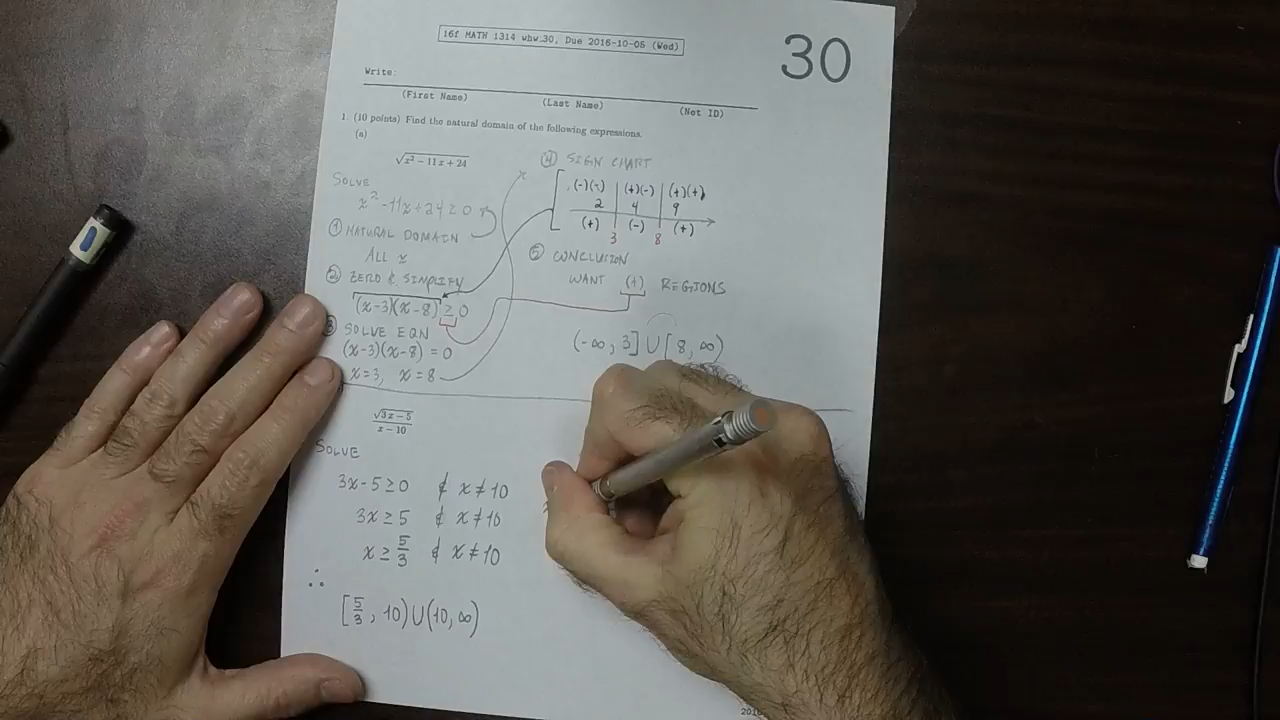 16f MATH 1314 whw_30, Due 2016-10-05 (Wed)
30
Write:
(First Name) (Last Name) (Not ID)
1. (10 points) Find the natural domain of the following expressions.
(a)
√x² − 11x + 24
SOLVE
x² -11x+24 ≥ 0
① NATURAL DOMAIN
ALL x
② ZERO & SIMPLIFY
(x-3)(x-8) ≥ 0
③ SOLVE EQN
(x-3)(x-8) = 0
x=3, x=8
x
④ SIGN CHART
(-)(-) | (+)(-) | (+)(+)
2 4 9
(+) (-) (+)
3 8
⑤ CONCLUSION
WANT (+) REGIONS
(-∞, 3] ∪ [8, ∞)
√3x − 5
x − 10
SOLVE
3x-5 ≥ 0 & x ≠ 10
3x ≥ 5 & x ≠ 10
x ≥ 5/3 & x ≠ 10
∴
[5/3, 10) ∪ (10, ∞)